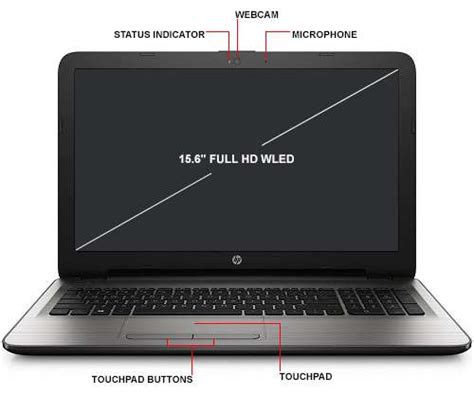 WEBCAM
STATUS INDICATOR
MICROPHONE
15.6" FULL HD WLED
hp
TOUCHPAD BUTTONS
TOUCHPAD